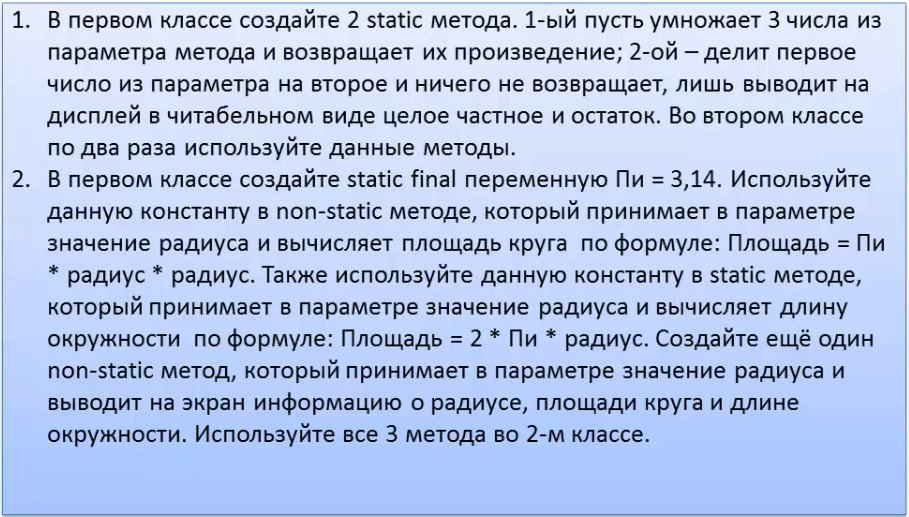 1. В первом классе создайте 2 static метода. 1-ый пусть умножает 3 числа из
параметра метода и возвращает их произведение; 2-ой – делит первое
число из параметра на второе и ничего не возвращает, лишь выводит на
дисплей в читабельном виде целое частное и остаток. Во втором классе
по два раза используйте данные методы.
2. В первом классе создайте static final переменную Пи = 3,14. Используйте
данную константу в non-static методе, который принимает в параметре
значение радиуса и вычисляет площадь круга по формуле: Площадь = Пи
* радиус * радиус. Также используйте данную константу в static методе,
который принимает в параметре значение радиуса и вычисляет длину
окружности по формуле: Площадь = 2 * Пи * радиус. Создайте ещё один
non-static метод, который принимает в параметре значение радиуса и
выводит на экран информацию о радиусе, площади круга и длине
окружности. Используйте все 3 метода во 2-м классе.